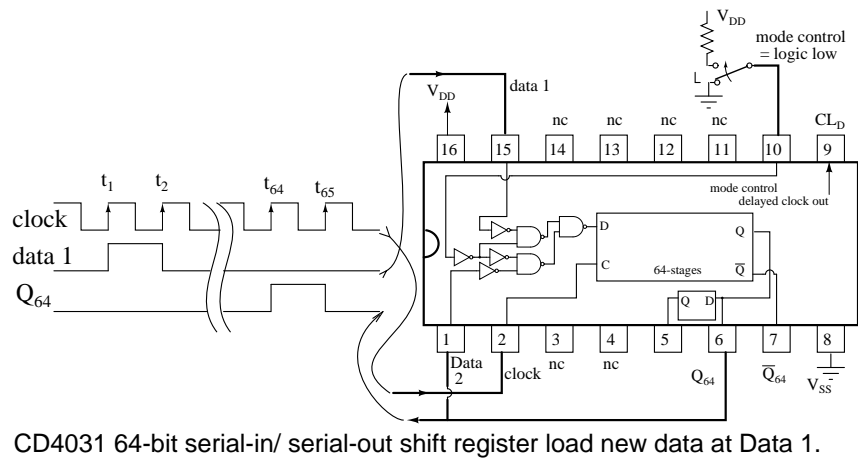 V_DD
mode control
= logic low
L
data 1
V_DD
nc
nc
nc
nc
CL_D
16
15
14
13
12
11
10
9
t_1
t_2
t_64
t_65
clock
data 1
Q_64
mode control
delayed clock out
D
Q
C
Q̅
64-stages
Q
D
1
2
3
4
5
6
7
8
Data
2
clock
nc
nc
Q_64
Q̅_64
V_SS
CD4031 64-bit serial-in/ serial-out shift register load new data at Data 1.